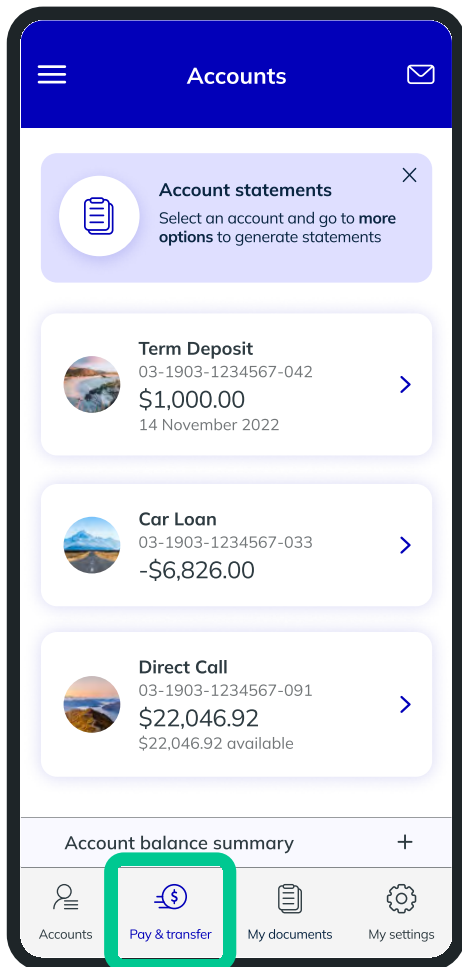 Accounts
Account statements
Select an account and go to more
options to generate statements
Term Deposit
03-1903-1234567-042
$1,000.00
14 November 2022
Car Loan
03-1903-1234567-033
-$6,826.00
Direct Call
03-1903-1234567-091
$22,046.92
$22,046.92 available
Account balance summary +
Accounts Pay & transfer My documents My settings